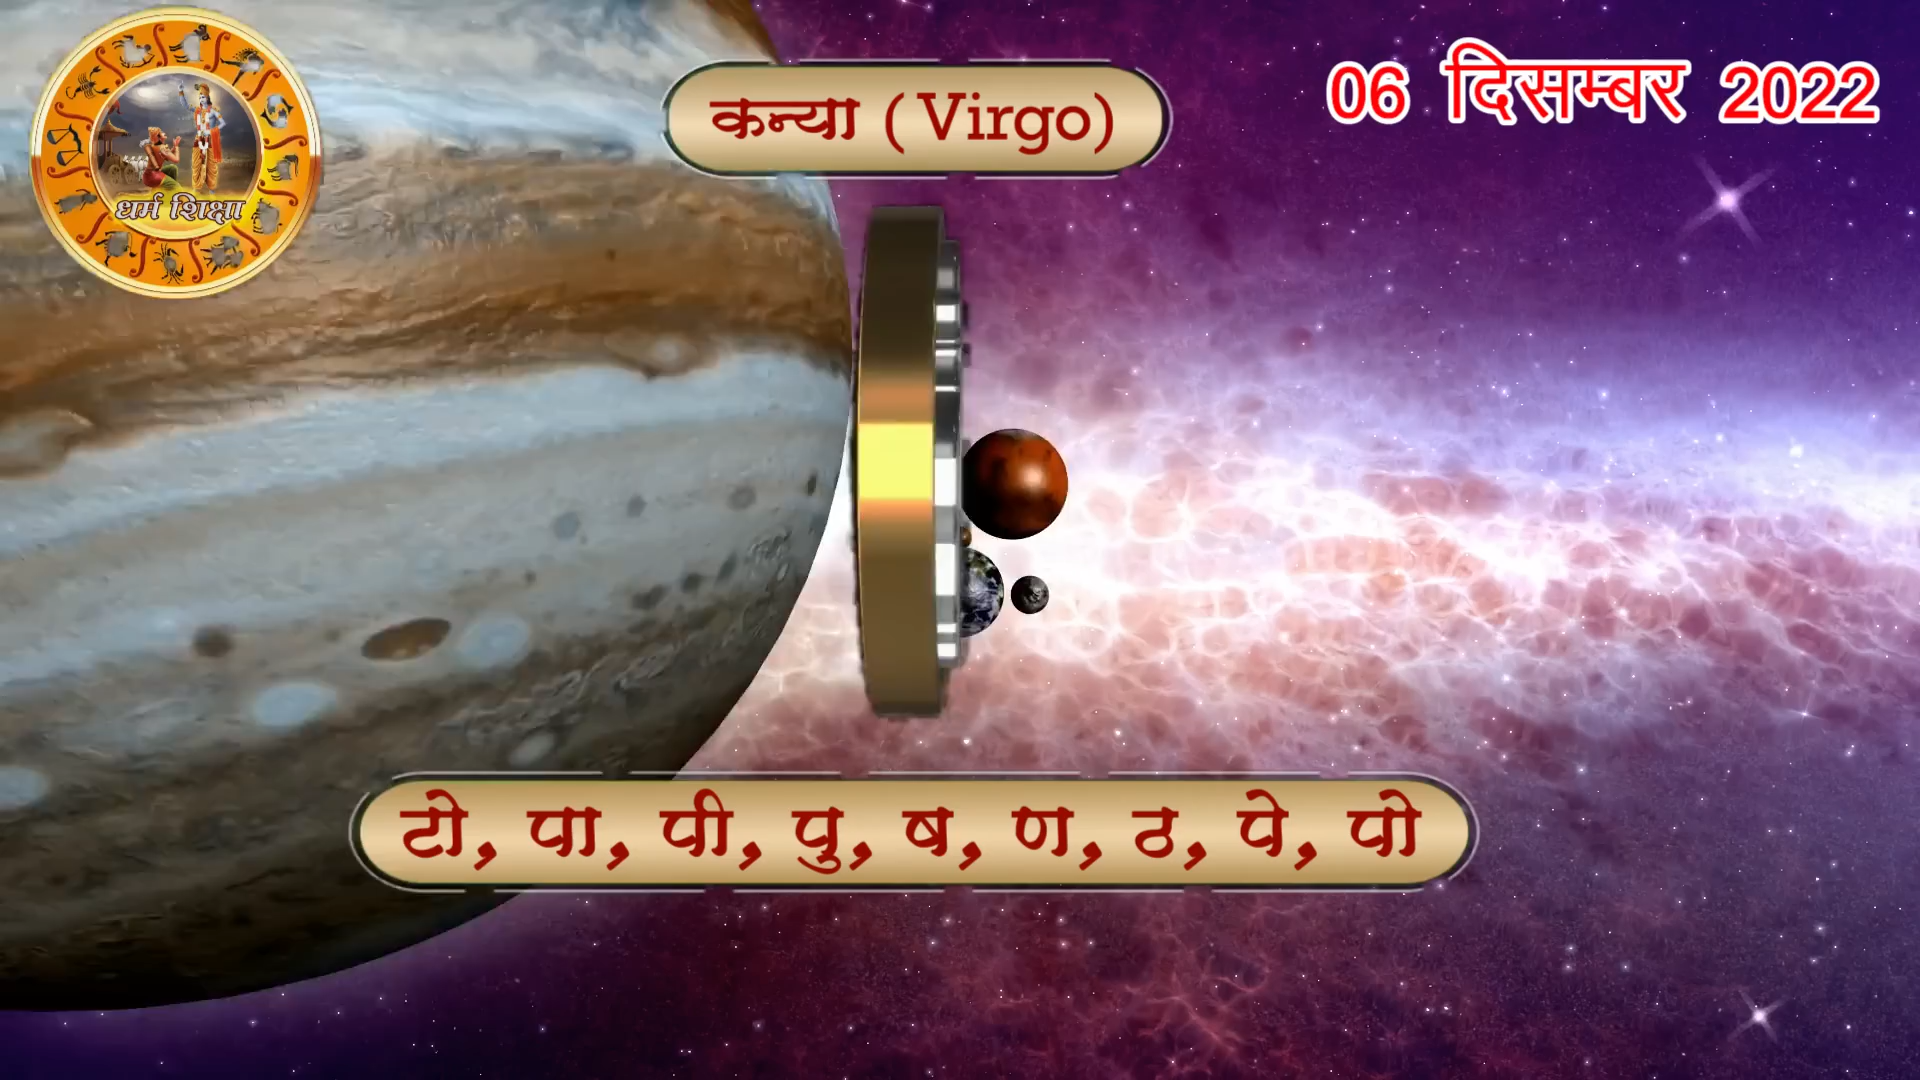 कन्या (Virgo)
06 दिसम्बर 2022
धर्म शिक्षा
टो, पा, पी, पु, ष, ण, ठ, पे, पो